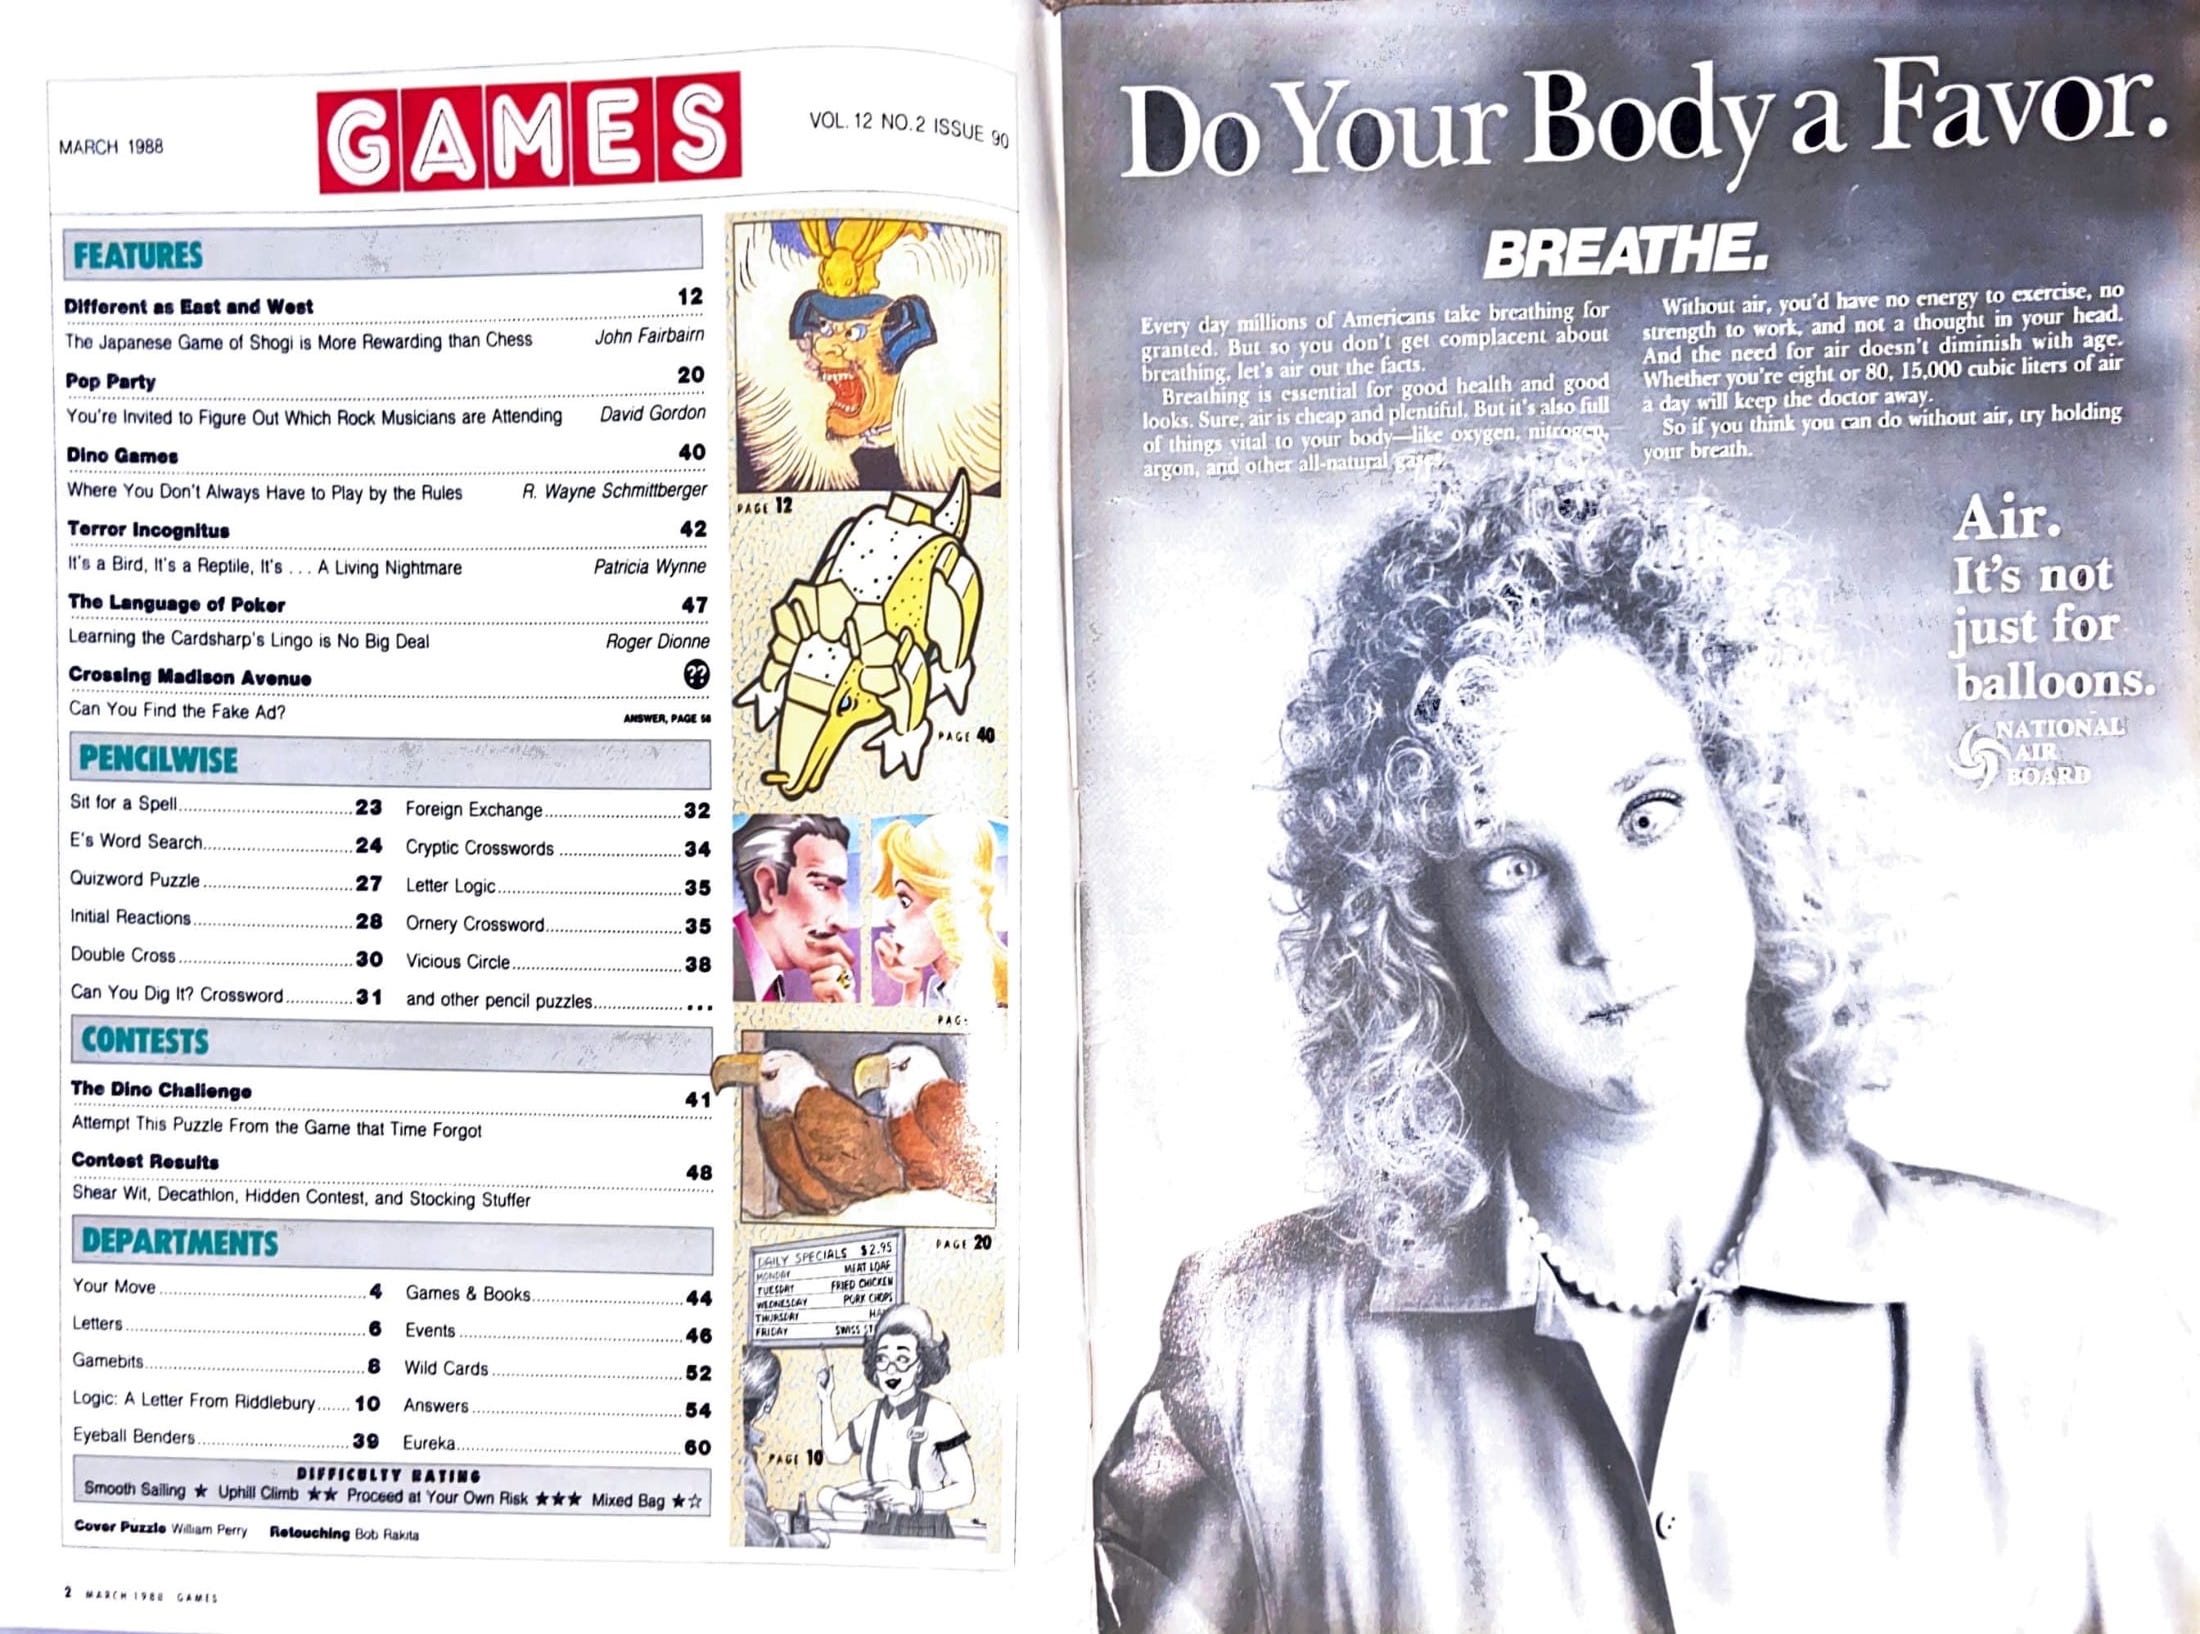 MARCH 1988
GAMES
VOL. 12 NO.2 ISSUE 90
FEATURES
Different as East and West 12
The Japanese Game of Shogi is More Rewarding than Chess John Fairbairn
Pop Party 20
You're Invited to Figure Out Which Rock Musicians are Attending David Gordon
Dino Games 40
Where You Don't Always Have to Play by the Rules R. Wayne Schmittberger
Terror Incognitus 42
It's a Bird, It's a Reptile, It's . . . A Living Nightmare Patricia Wynne
The Language of Poker 47
Learning the Cardsharp's Lingo is No Big Deal Roger Dionne
Crossing Madison Avenue ??
Can You Find the Fake Ad? ANSWER, PAGE
PENCILWISE
Sit for a Spell 23 Foreign Exchange 32
E's Word Search 24 Cryptic Crosswords 34
Quizword Puzzle 27 Letter Logic 35
Initial Reactions 28 Ornery Crossword 35
Double Cross 30 Vicious Circle 38
Can You Dig It? Crossword 31 and other pencil puzzles ...
CONTESTS
The Dino Challenge 41
Attempt This Puzzle From the Game that Time Forgot
Contest Results 48
Shear Wit, Decathlon, Hidden Contest, and Stocking Stuffer
DEPARTMENTS
Your Move 4 Games & Books 44
Letters 6 Events 46
Gamebits 8 Wild Cards 52
Logic: A Letter From Riddlebury 10 Answers 54
Eyeball Benders 39 Eureka 60
DIFFICULTY RATING
Smooth Sailing ★ Uphill Climb ★★ Proceed at Your Own Risk ★★★ Mixed Bag ★☆
Cover Puzzle William Perry Retouching Bob Rakita
2 MARCH 1988 GAMES
PAGE 12
PAGE 40
PAGE 20
DAILY SPECIALS $2.95
MONDAY MEAT LOAF
TUESDAY FRIED CHICKEN
WEDNESDAY PORK CHOPS
THURSDAY
FRIDAY SWISS
PAGE 10
Do Your Body a Favor.
BREATHE.
Every day millions of Americans take breathing for
granted. But so you don't get complacent about
breathing, let's air out the facts.
Breathing is essential for good health and good
looks. Sure, air is cheap and plentiful. But it's also full
of things vital to your body—like oxygen, nitrogen,
argon, and other all-natural gases.
Without air, you'd have no energy to exercise, no
strength to work, and not a thought in your head.
And the need for air doesn't diminish with age.
Whether you're eight or 80, 15,000 cubic liters of air
a day will keep the doctor away.
So if you think you can do without air, try holding
your breath.
Air.
It's not
just for
balloons.
NATIONAL
AIR
BOARD